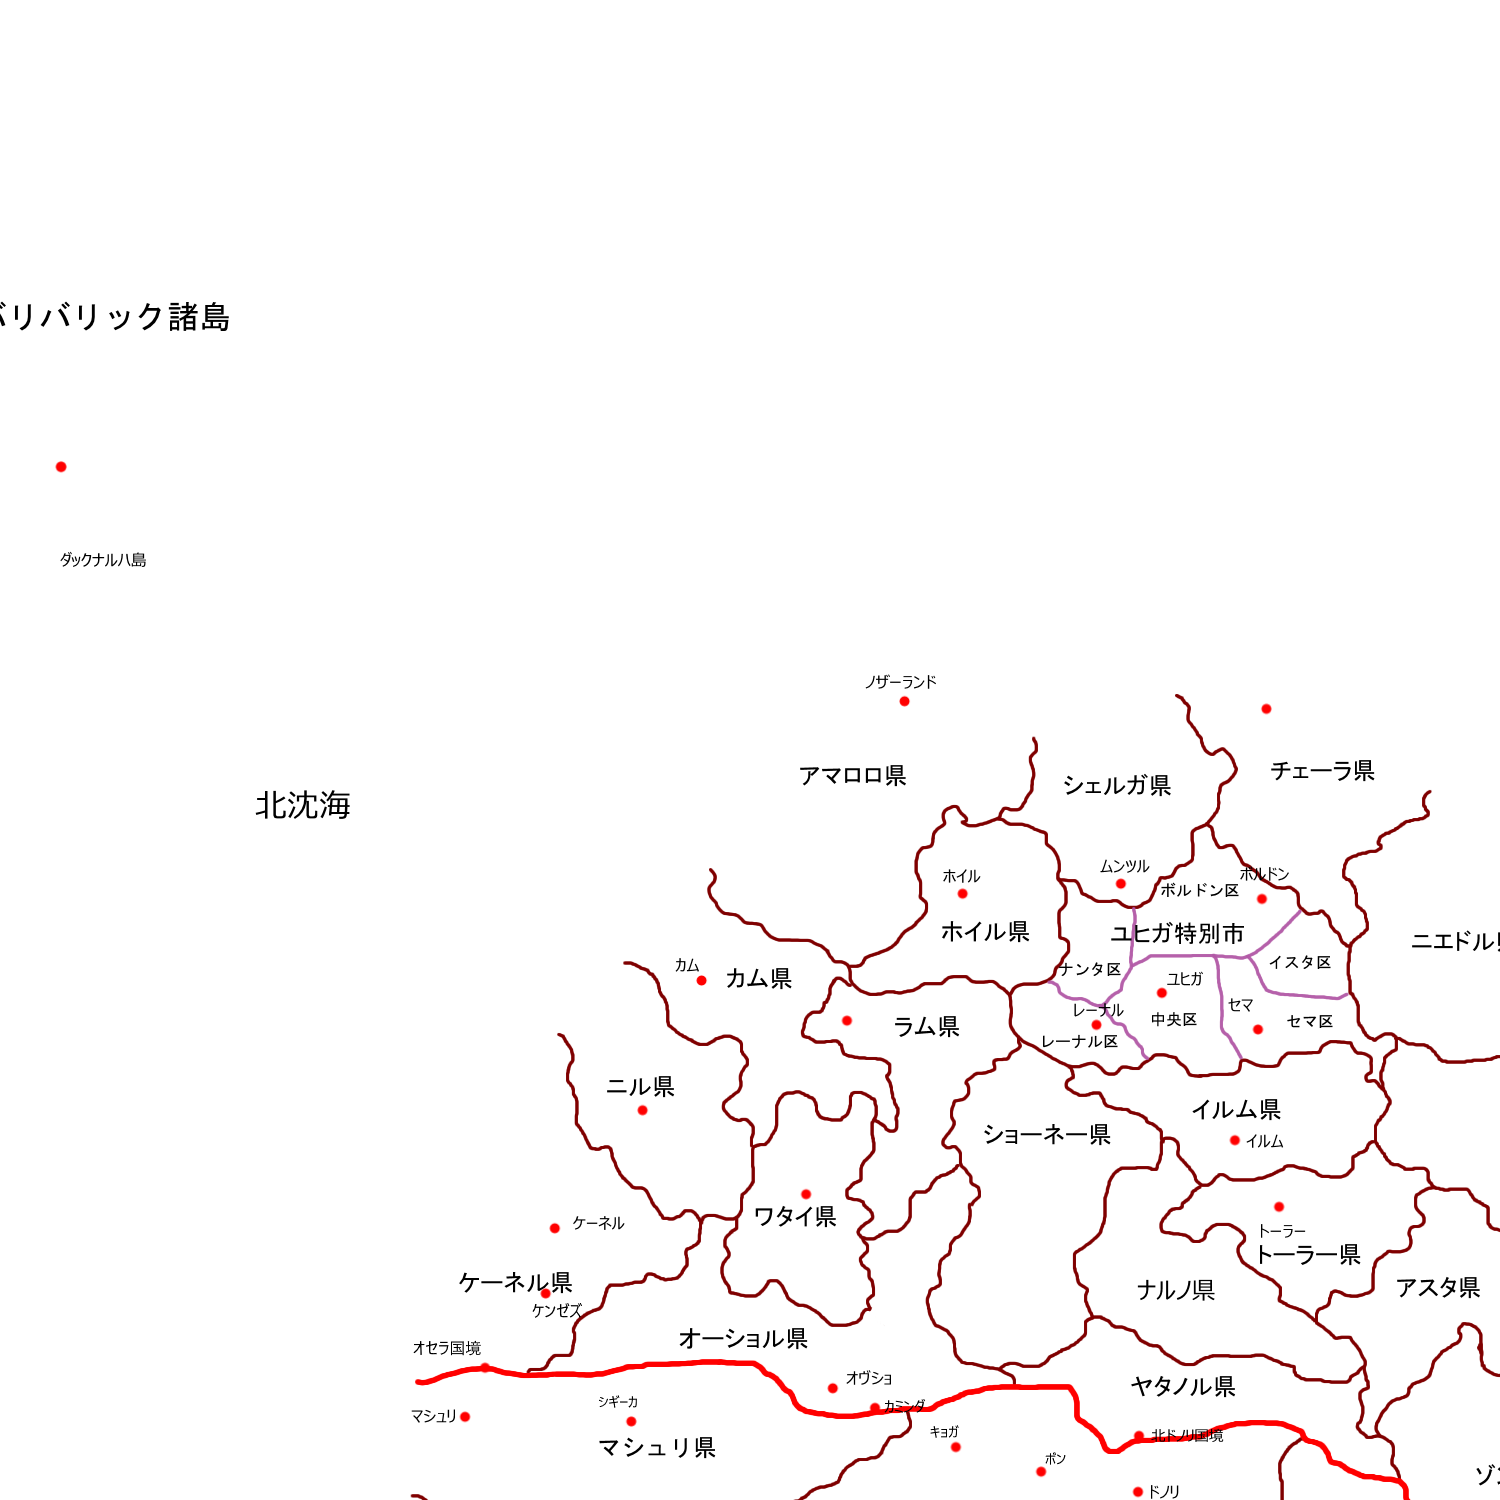 バリバリック諸島
ダックナルハ島
ノザーランド
アマロロ県
シェルガ県
チェーラ県
北沈海
ムンツル
ホイル
ボルドン
ボルドン区
ホイル県
ユヒガ特別市
ニエドル
カム
カム県
ナンタ区
イスタ区
ユヒガ
セマ
レーナル
中央区
セマ区
ラム県
レーナル区
ニル県
イルム県
ショーネー県
イルム
ワタイ県
ケーネル
トーラー
トーラー県
ケーネル県
ナルノ県
アスタ県
ケンゼズ
オーショル県
オセラ国境
オヴショ
ヤタノル県
シギーカ
カミング
マシュリ
キョガ
北ドノリ国境
マシュリ県
ポン
ドノリ